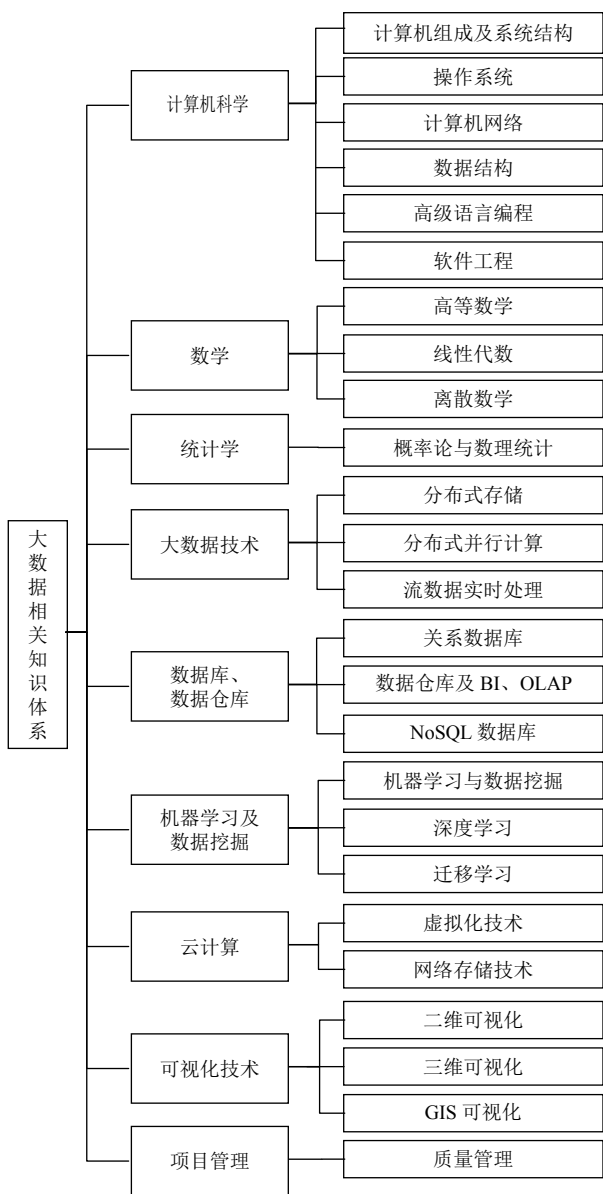 大数据相关知识体系
计算机科学
计算机组成及系统结构
操作系统
计算机网络
数据结构
高级语言编程
软件工程
数学
高等数学
线性代数
离散数学
统计学
概率论与数理统计
大数据技术
分布式存储
分布式并行计算
流数据实时处理
数据库、
数据仓库
关系数据库
数据仓库及 BI、OLAP
NoSQL 数据库
机器学习及
数据挖掘
机器学习与数据挖掘
深度学习
迁移学习
云计算
虚拟化技术
网络存储技术
可视化技术
二维可视化
三维可视化
GIS 可视化
项目管理
质量管理